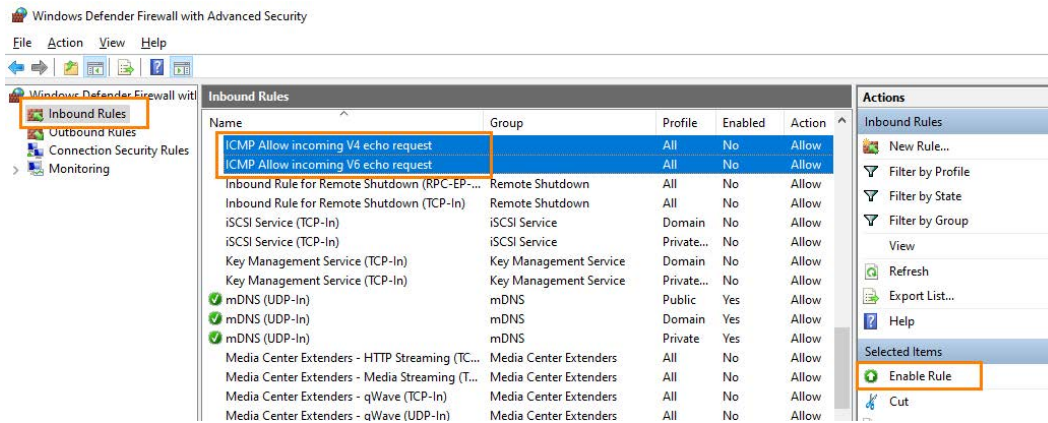 Windows Defender Firewall with Advanced Security
File Action View Help
Windows Defender Firewall with
Inbound Rules
Outbound Rules
Connection Security Rules
Monitoring
Inbound Rules
Name Group Profile Enabled Action
ICMP Allow incoming V4 echo request All No Allow
ICMP Allow incoming V6 echo request All No Allow
Inbound Rule for Remote Shutdown (RPC-EP-... Remote Shutdown All No Allow
Inbound Rule for Remote Shutdown (TCP-In) Remote Shutdown All No Allow
iSCSI Service (TCP-In) iSCSI Service Domain No Allow
iSCSI Service (TCP-In) iSCSI Service Private... No Allow
Key Management Service (TCP-In) Key Management Service Domain No Allow
Key Management Service (TCP-In) Key Management Service Private... No Allow
mDNS (UDP-In) mDNS Public Yes Allow
mDNS (UDP-In) mDNS Domain Yes Allow
mDNS (UDP-In) mDNS Private Yes Allow
Media Center Extenders - HTTP Streaming (TC... Media Center Extenders All No Allow
Media Center Extenders - Media Streaming (T... Media Center Extenders All No Allow
Media Center Extenders - qWave (TCP-In) Media Center Extenders All No Allow
Media Center Extenders - qWave (UDP-In) Media Center Extenders All No Allow
Actions
Inbound Rules
New Rule...
Filter by Profile
Filter by State
Filter by Group
View
Refresh
Export List...
Help
Selected Items
Enable Rule
Cut